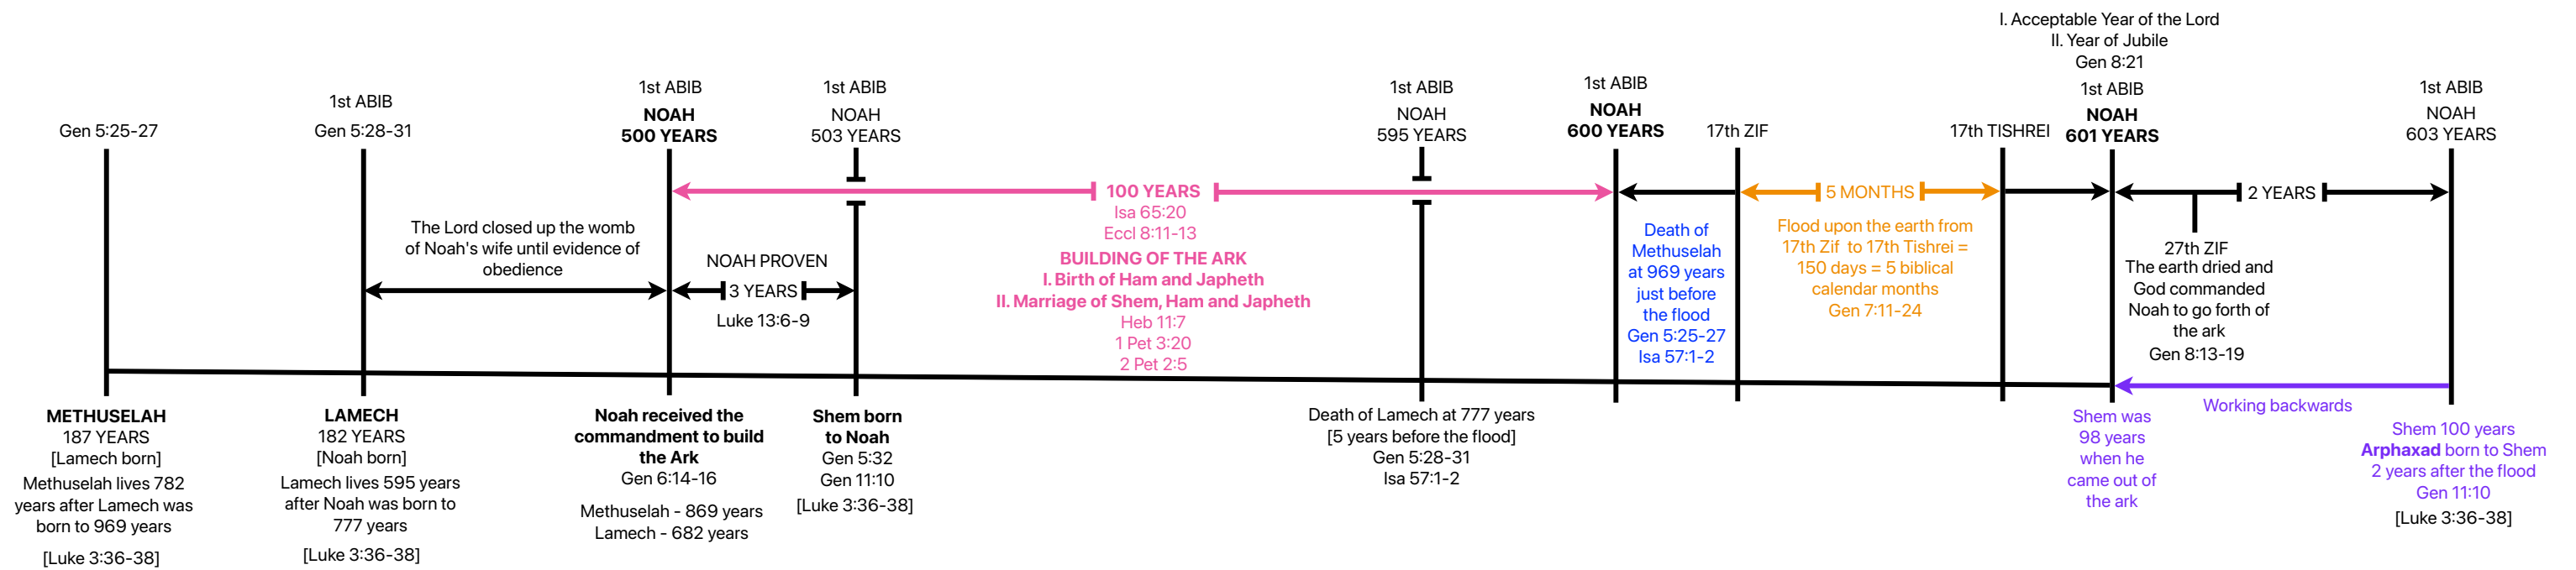 I. Acceptable Year of the Lord
II. Year of Jubile
Gen 8:21
Gen 5:25-27
1st ABIB
Gen 5:28-31
1st ABIB
NOAH
500 YEARS
1st ABIB
NOAH
503 YEARS
1st ABIB
NOAH
595 YEARS
1st ABIB
NOAH
600 YEARS
17th ZIF
17th TISHREI
1st ABIB
NOAH
601 YEARS
1st ABIB
NOAH
603 YEARS
The Lord closed up the womb
of Noah's wife until evidence of
obedience
NOAH PROVEN
3 YEARS
Luke 13:6-9
100 YEARS
Isa 65:20
Eccl 8:11-13
BUILDING OF THE ARK
I. Birth of Ham and Japheth
II. Marriage of Shem, Ham and Japheth
Heb 11:7
1 Pet 3:20
2 Pet 2:5
Death of
Methuselah
at 969 years
just before
the flood
Gen 5:25-27
Isa 57:1-2
5 MONTHS
Flood upon the earth from
17th Zif to 17th Tishrei =
150 days = 5 biblical
calendar months
Gen 7:11-24
2 YEARS
27th ZIF
The earth dried and
God commanded
Noah to go forth of
the ark
Gen 8:13-19
METHUSELAH
187 YEARS
[Lamech born]
Methuselah lives 782
years after Lamech was
born to 969 years
[Luke 3:36-38]
LAMECH
182 YEARS
[Noah born]
Lamech lives 595 years
after Noah was born to
777 years
[Luke 3:36-38]
Noah received the
commandment to build
the Ark
Gen 6:14-16
Methuselah - 869 years
Lamech - 682 years
Shem born
to Noah
Gen 5:32
Gen 11:10
[Luke 3:36-38]
Death of Lamech at 777 years
[5 years before the flood]
Gen 5:28-31
Isa 57:1-2
Shem was
98 years
when he
came out of
the ark
Working backwards
Shem 100 years
Arphaxad born to Shem
2 years after the flood
Gen 11:10
[Luke 3:36-38]